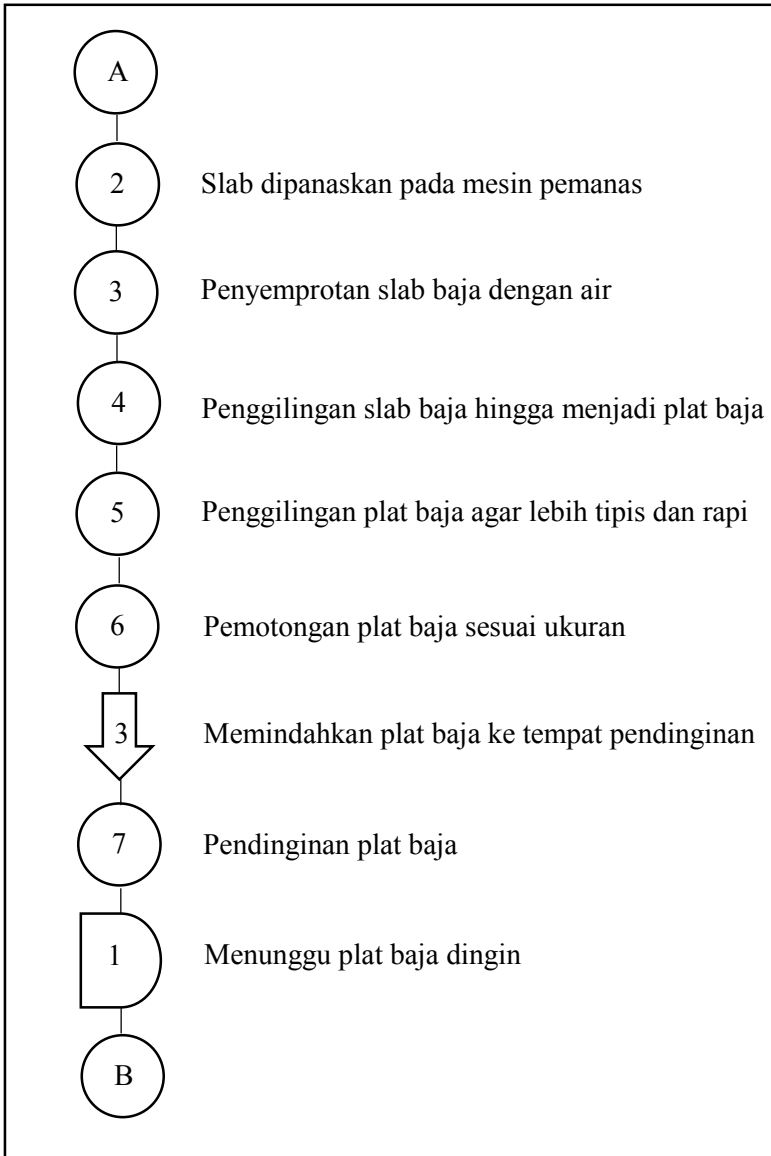 A
2 Slab dipanaskan pada mesin pemanas
3 Penyemprotan slab baja dengan air
4 Penggilingan slab baja hingga menjadi plat baja
5 Penggilingan plat baja agar lebih tipis dan rapi
6 Pemotongan plat baja sesuai ukuran
3 Memindahkan plat baja ke tempat pendinginan
7 Pendinginan plat baja
1 Menunggu plat baja dingin
B